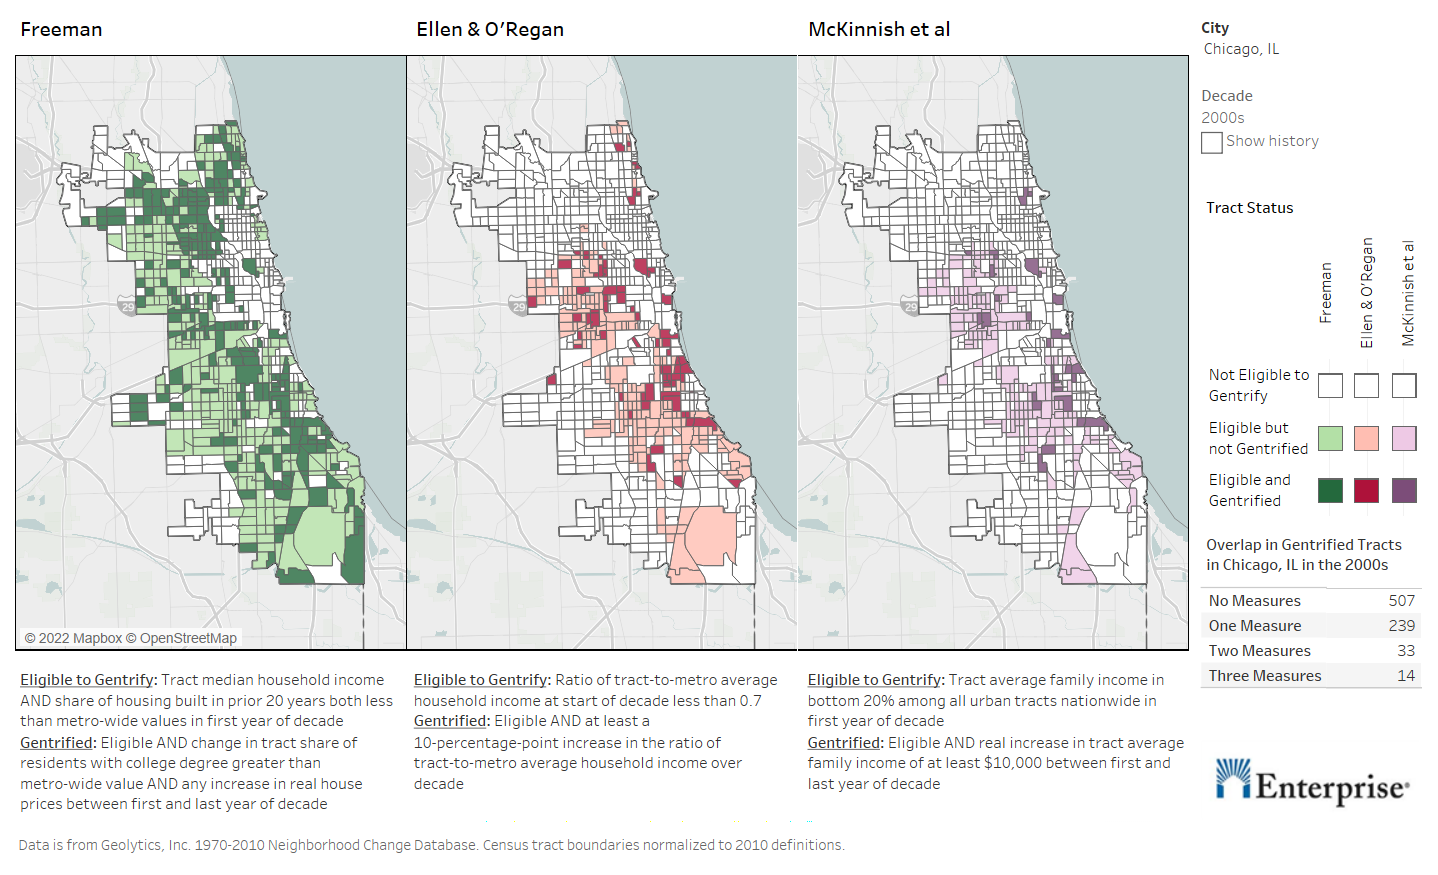 Freeman
Ellen & O'Regan
McKinnish et al
City
Chicago, IL
Decade
2000s
Show history
Tract Status
Freeman
Ellen & O'Regan
McKinnish et al
Not Eligible to
Gentrify
Eligible but
not Gentrified
Eligible and
Gentrified
29
29
29
Overlap in Gentrified Tracts
in Chicago, IL in the 2000s
No Measures 507
One Measure 239
Two Measures 33
Three Measures 14
© 2022 Mapbox © OpenStreetMap
Eligible to Gentrify: Tract median household income
AND share of housing built in prior 20 years both less
than metro-wide values in first year of decade
Gentrified: Eligible AND change in tract share of
residents with college degree greater than
metro-wide value AND any increase in real house
prices between first and last year of decade
Eligible to Gentrify: Ratio of tract-to-metro average
household income at start of decade less than 0.7
Gentrified: Eligible AND at least a
10-percentage-point increase in the ratio of
tract-to-metro average household income over
decade
Eligible to Gentrify: Tract average family income in
bottom 20% among all urban tracts nationwide in
first year of decade
Gentrified: Eligible AND real increase in tract average
family income of at least $10,000 between first and
last year of decade
Enterprise®
Data is from Geolytics, Inc. 1970-2010 Neighborhood Change Database. Census tract boundaries normalized to 2010 definitions.